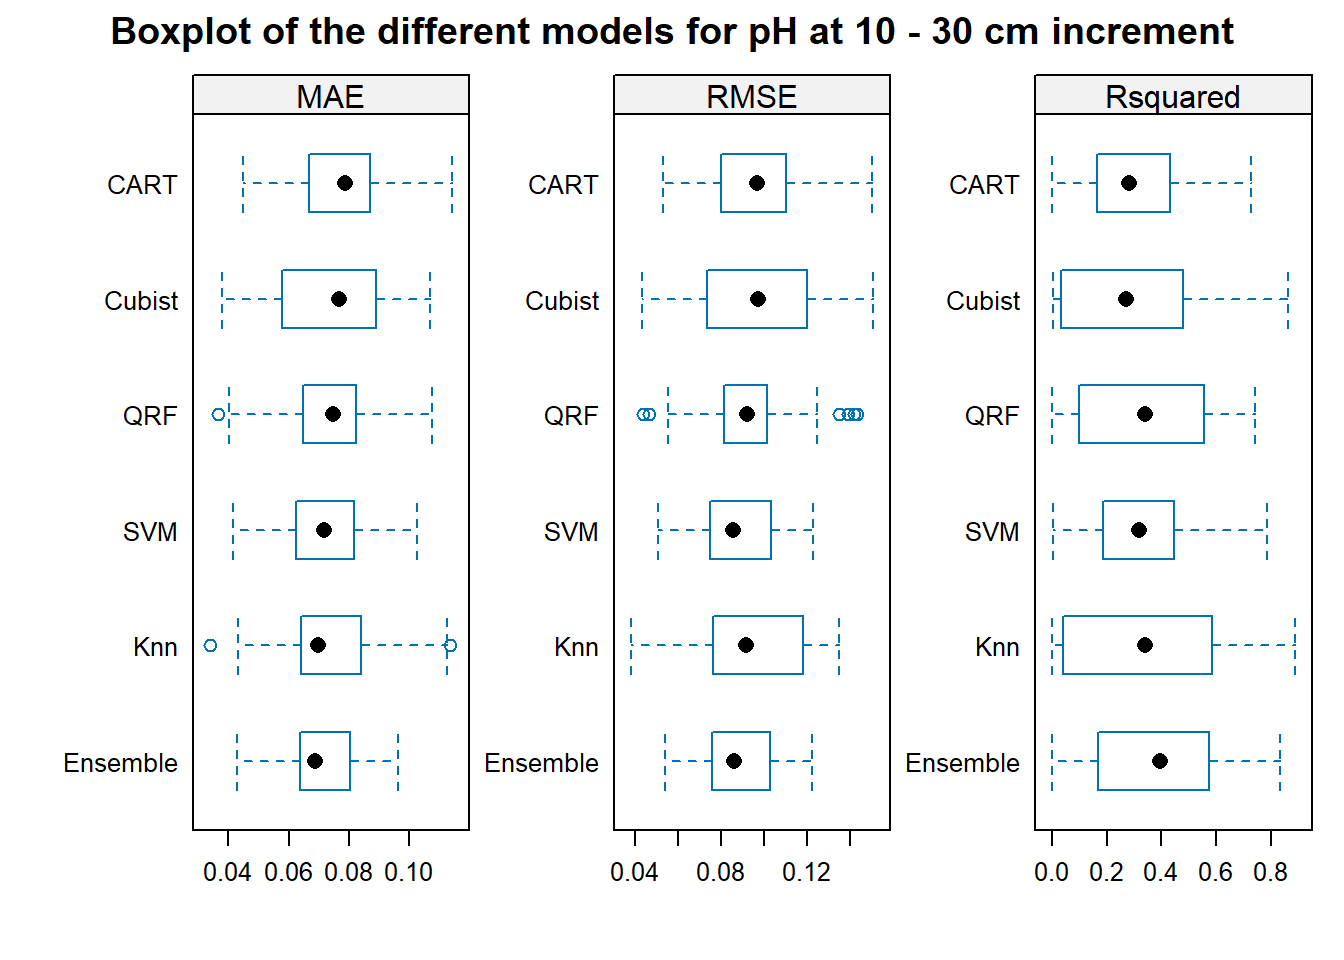 Boxplot of the different models for pH at 10 - 30 cm increment
MAE
CART
Cubist
QRF
SVM
Knn
Ensemble
0.04 0.06 0.08 0.10
RMSE
CART
Cubist
QRF
SVM
Knn
Ensemble
0.04 0.08 0.12
Rsquared
CART
Cubist
QRF
SVM
Knn
Ensemble
0.0 0.2 0.4 0.6 0.8